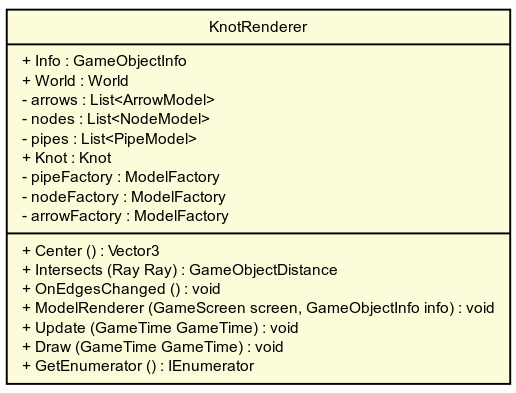 KnotRenderer
+ Info : GameObjectInfo
+ World : World
- arrows : List<ArrowModel>
- nodes : List<NodeModel>
- pipes : List<PipeModel>
+ Knot : Knot
- pipeFactory : ModelFactory
- nodeFactory : ModelFactory
- arrowFactory : ModelFactory
+ Center () : Vector3
+ Intersects (Ray Ray) : GameObjectDistance
+ OnEdgesChanged () : void
+ ModelRenderer (GameScreen screen, GameObjectInfo info) : void
+ Update (GameTime GameTime) : void
+ Draw (GameTime GameTime) : void
+ GetEnumerator () : IEnumerator